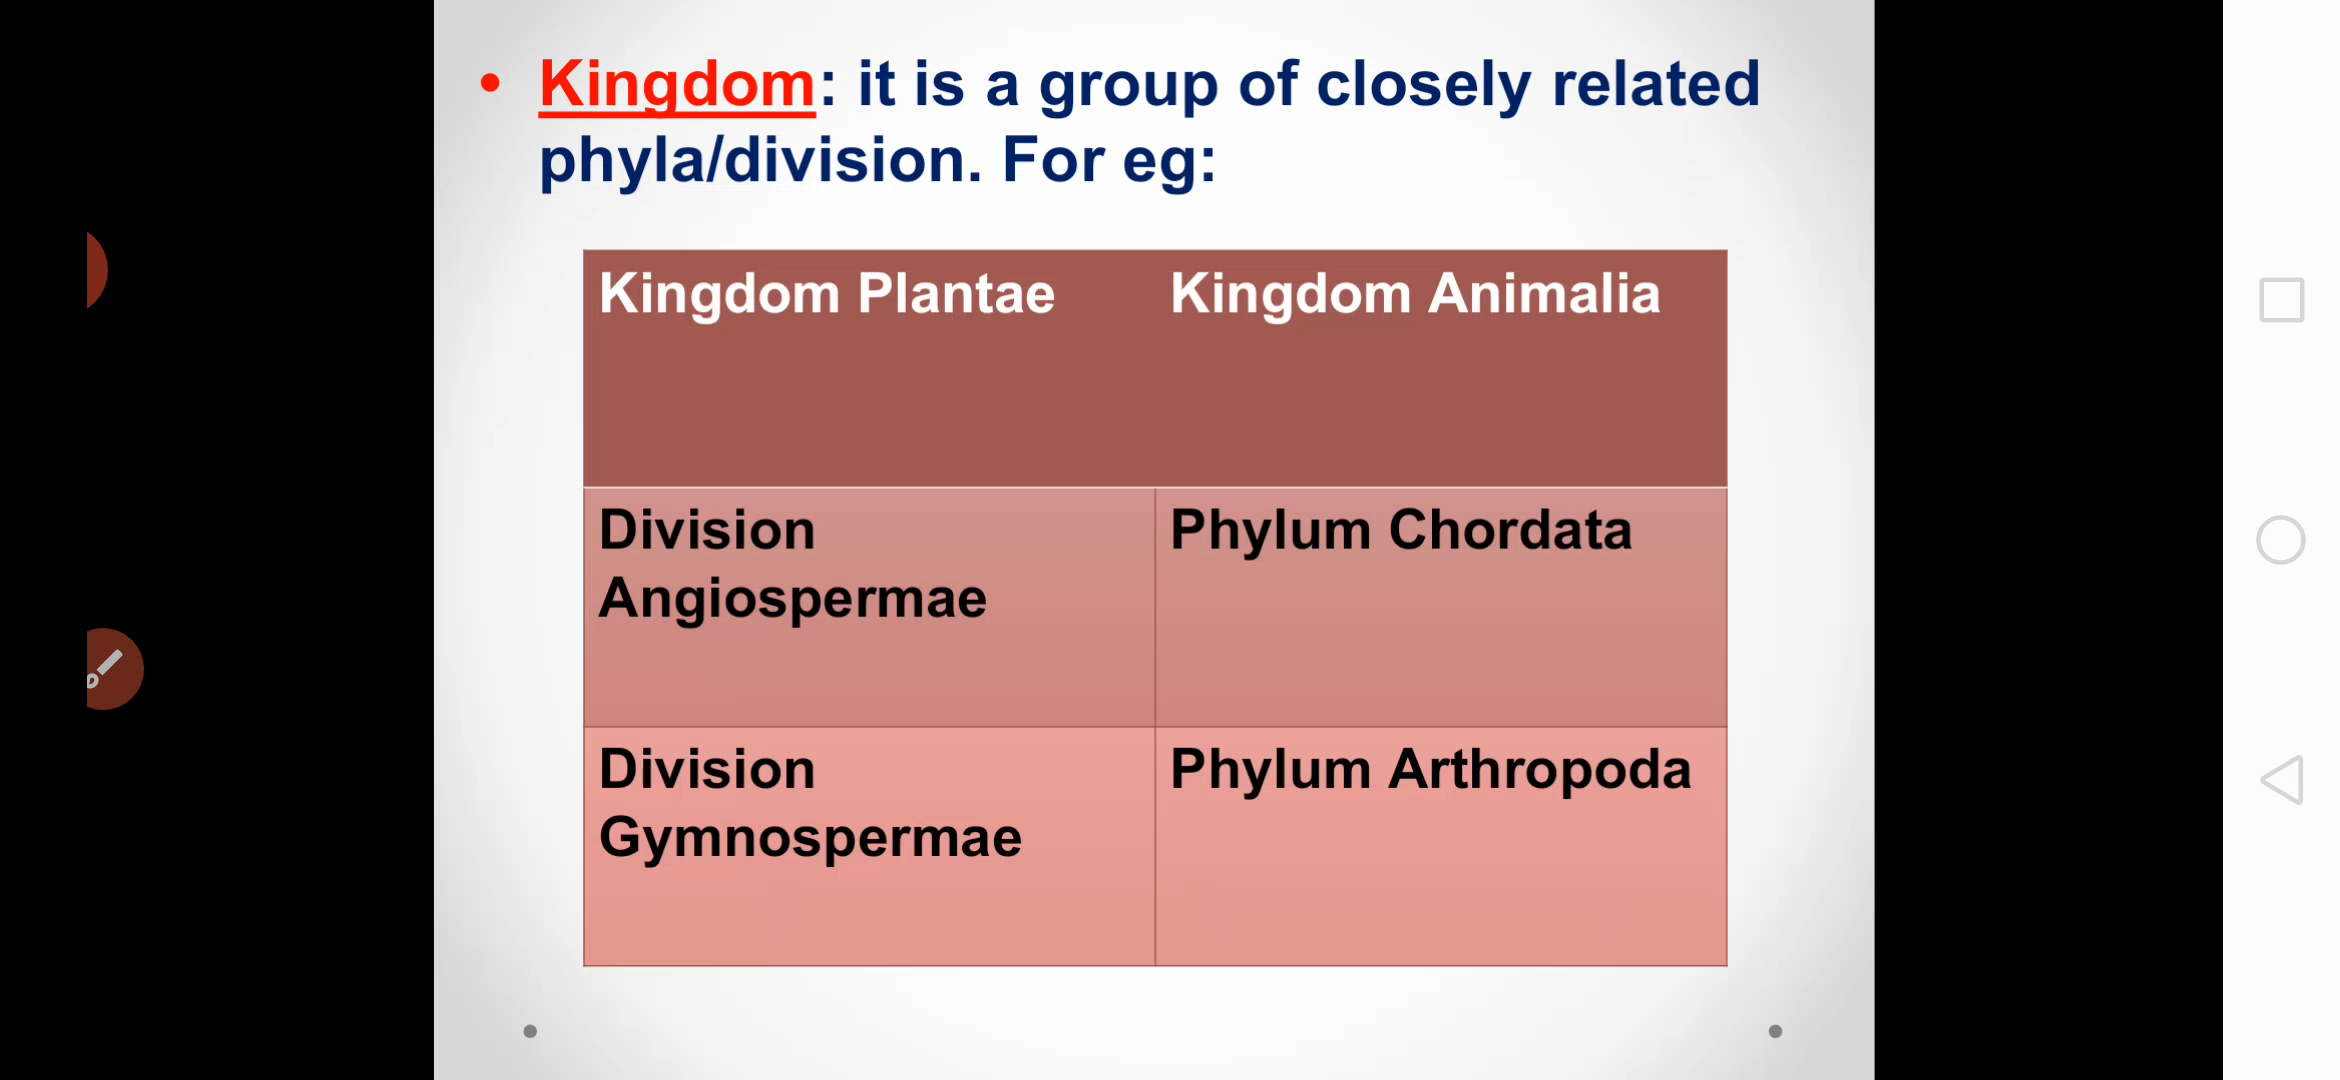 • Kingdom: it is a group of closely related
phyla/division. For eg:
Kingdom Plantae
Kingdom Animalia
Division
Angiospermae
Phylum Chordata
Division
Gymnospermae
Phylum Arthropoda